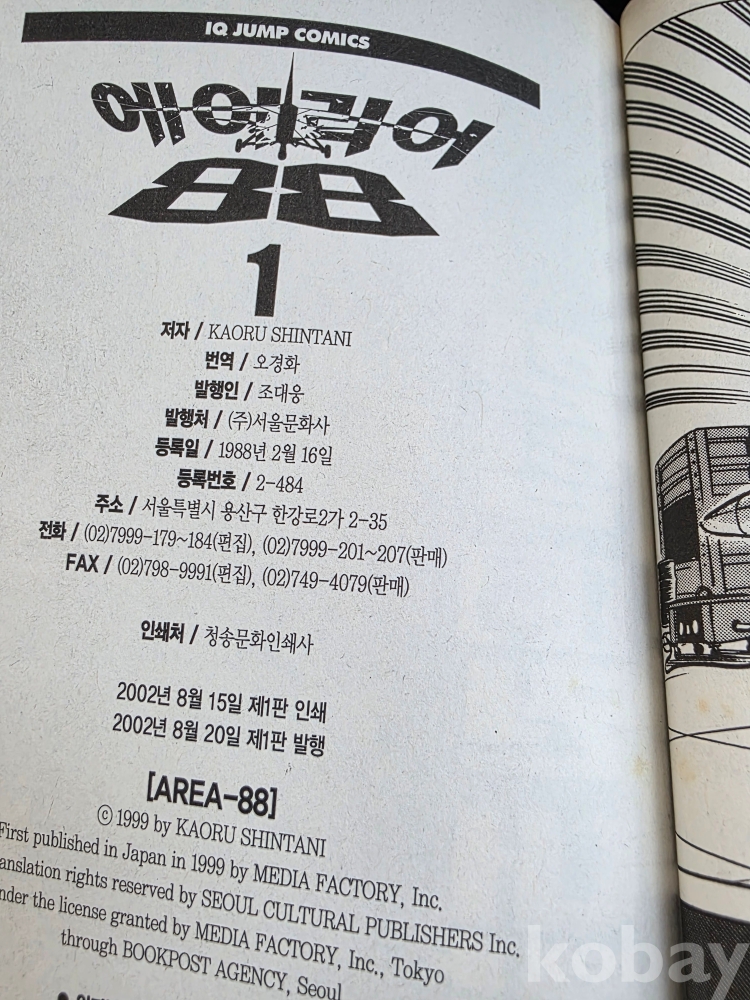 IQ JUMP COMICS
에어리어
88
1
저자 / KAORU SHINTANI
번역 / 오경화
발행인 / 조대웅
발행처 / (주)서울문화사
등록일 / 1988년 2월 16일
등록번호 / 2-484
주소 / 서울특별시 용산구 한강로2가 2-35
전화 / (02)7999-179~184(편집), (02)7999-201~207(판매)
FAX / (02)798-9991(편집), (02)749-4079(판매)
인쇄처 / 청송문화인쇄사
2002년 8월 15일 제1판 인쇄
2002년 8월 20일 제1판 발행
[AREA-88]
ⓒ 1999 by KAORU SHINTANI
First published in Japan in 1999 by MEDIA FACTORY, Inc.
anslation rights reserved by SEOUL CULTURAL PUBLISHERS Inc.
nder the license granted by MEDIA FACTORY, Inc., Tokyo
through BOOKPOST AGENCY, Seoul
kobay